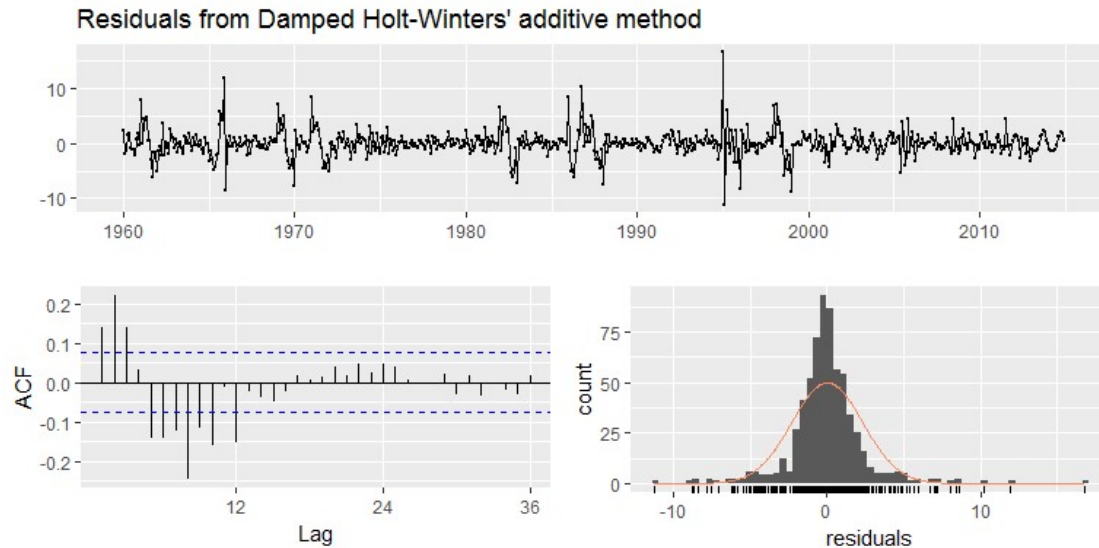 Residuals from Damped Holt-Winters' additive method
10
0
-10
1960 1970 1980 1990 2000 2010
0.2
0.1
0.0
-0.1
-0.2
ACF
12 24 36
Lag
75
50
25
0
count
-10 0 10
residuals